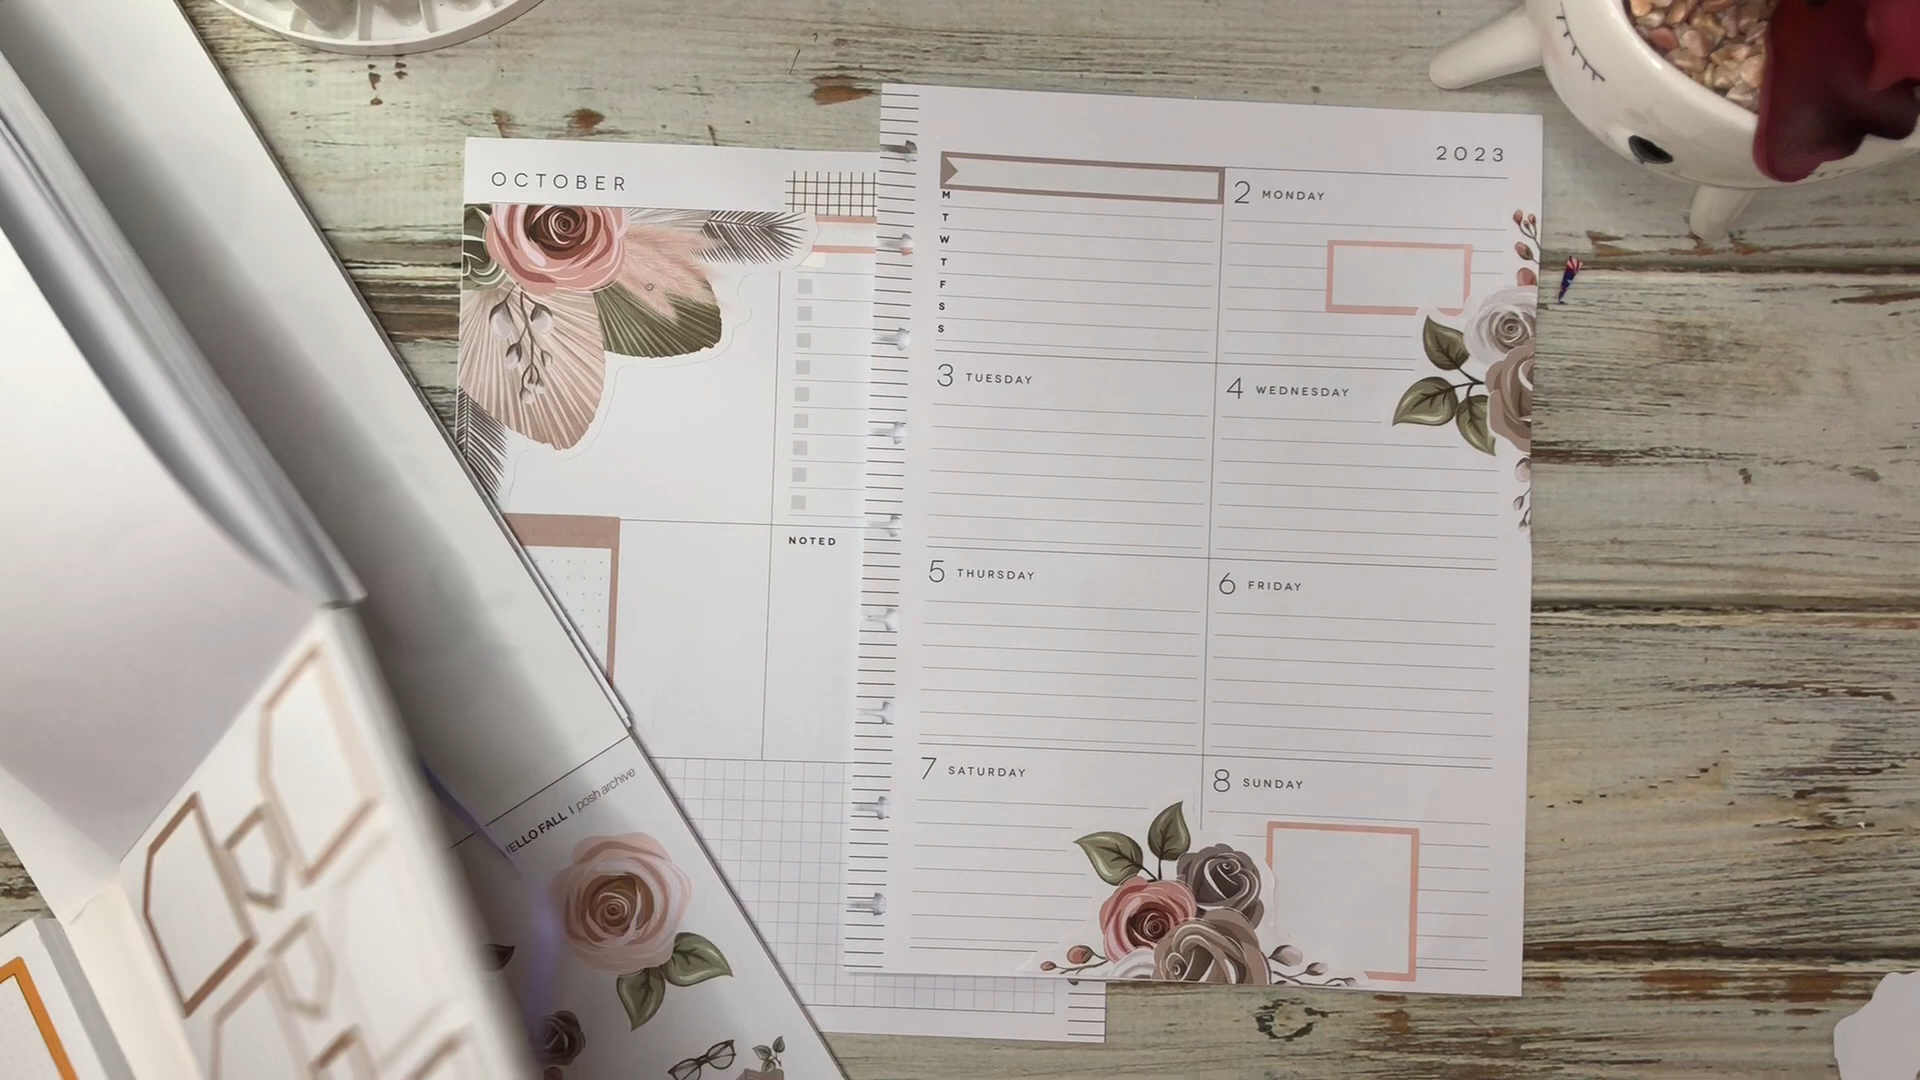 OCTOBER
NOTED
ELLO FALL | posh archive
2023
M
T
W
T
F
S
S
2 MONDAY
3 TUESDAY
4 WEDNESDAY
5 THURSDAY
6 FRIDAY
7 SATURDAY
8 SUNDAY